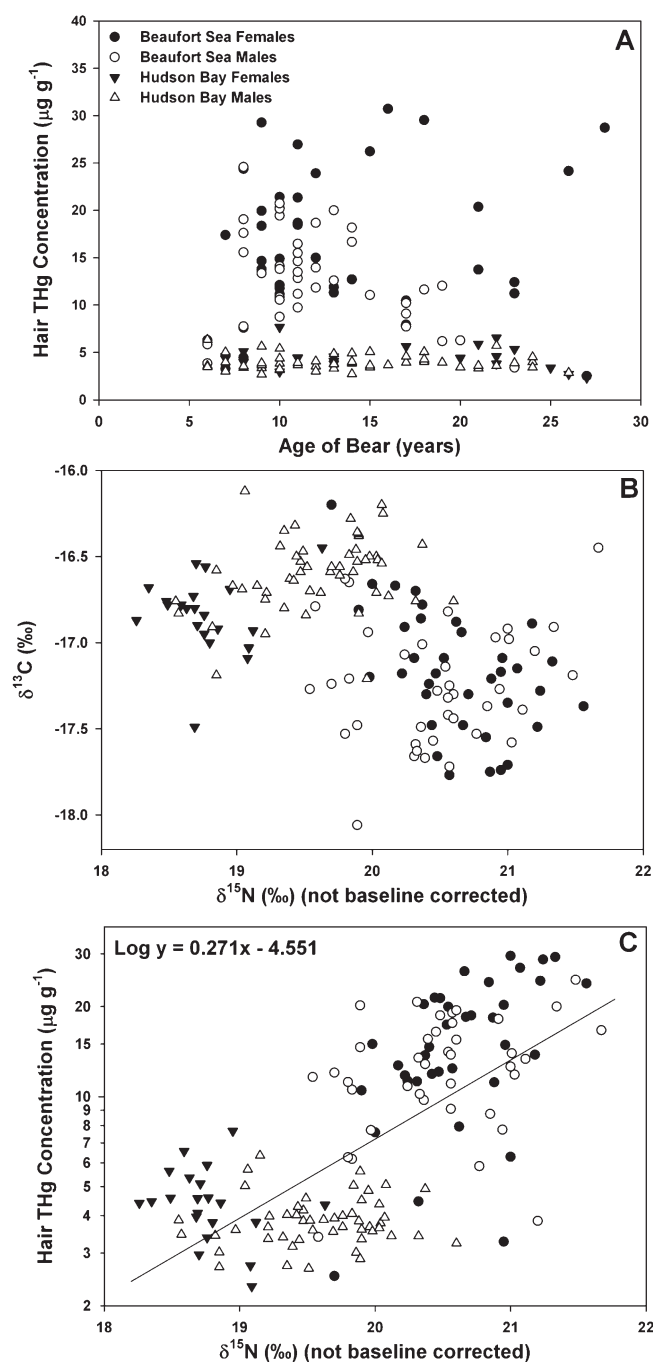 A
Beaufort Sea Females
Beaufort Sea Males
Hudson Bay Females
Hudson Bay Males
40
35
30
25
20
15
10
5
0
Hair THg Concentration (µg g⁻¹)
0 5 10 15 20 25 30
Age of Bear (years)
B
-16.0
-16.5
-17.0
-17.5
-18.0
δ¹³C (‰)
18 19 20 21 22
δ¹⁵N (‰) (not baseline corrected)
C
Log y = 0.271x - 4.551
30
20
15
10
9
8
7
6
5
4
3
2
Hair THg Concentration (µg g⁻¹)
18 19 20 21 22
δ¹⁵N (‰) (not baseline corrected)